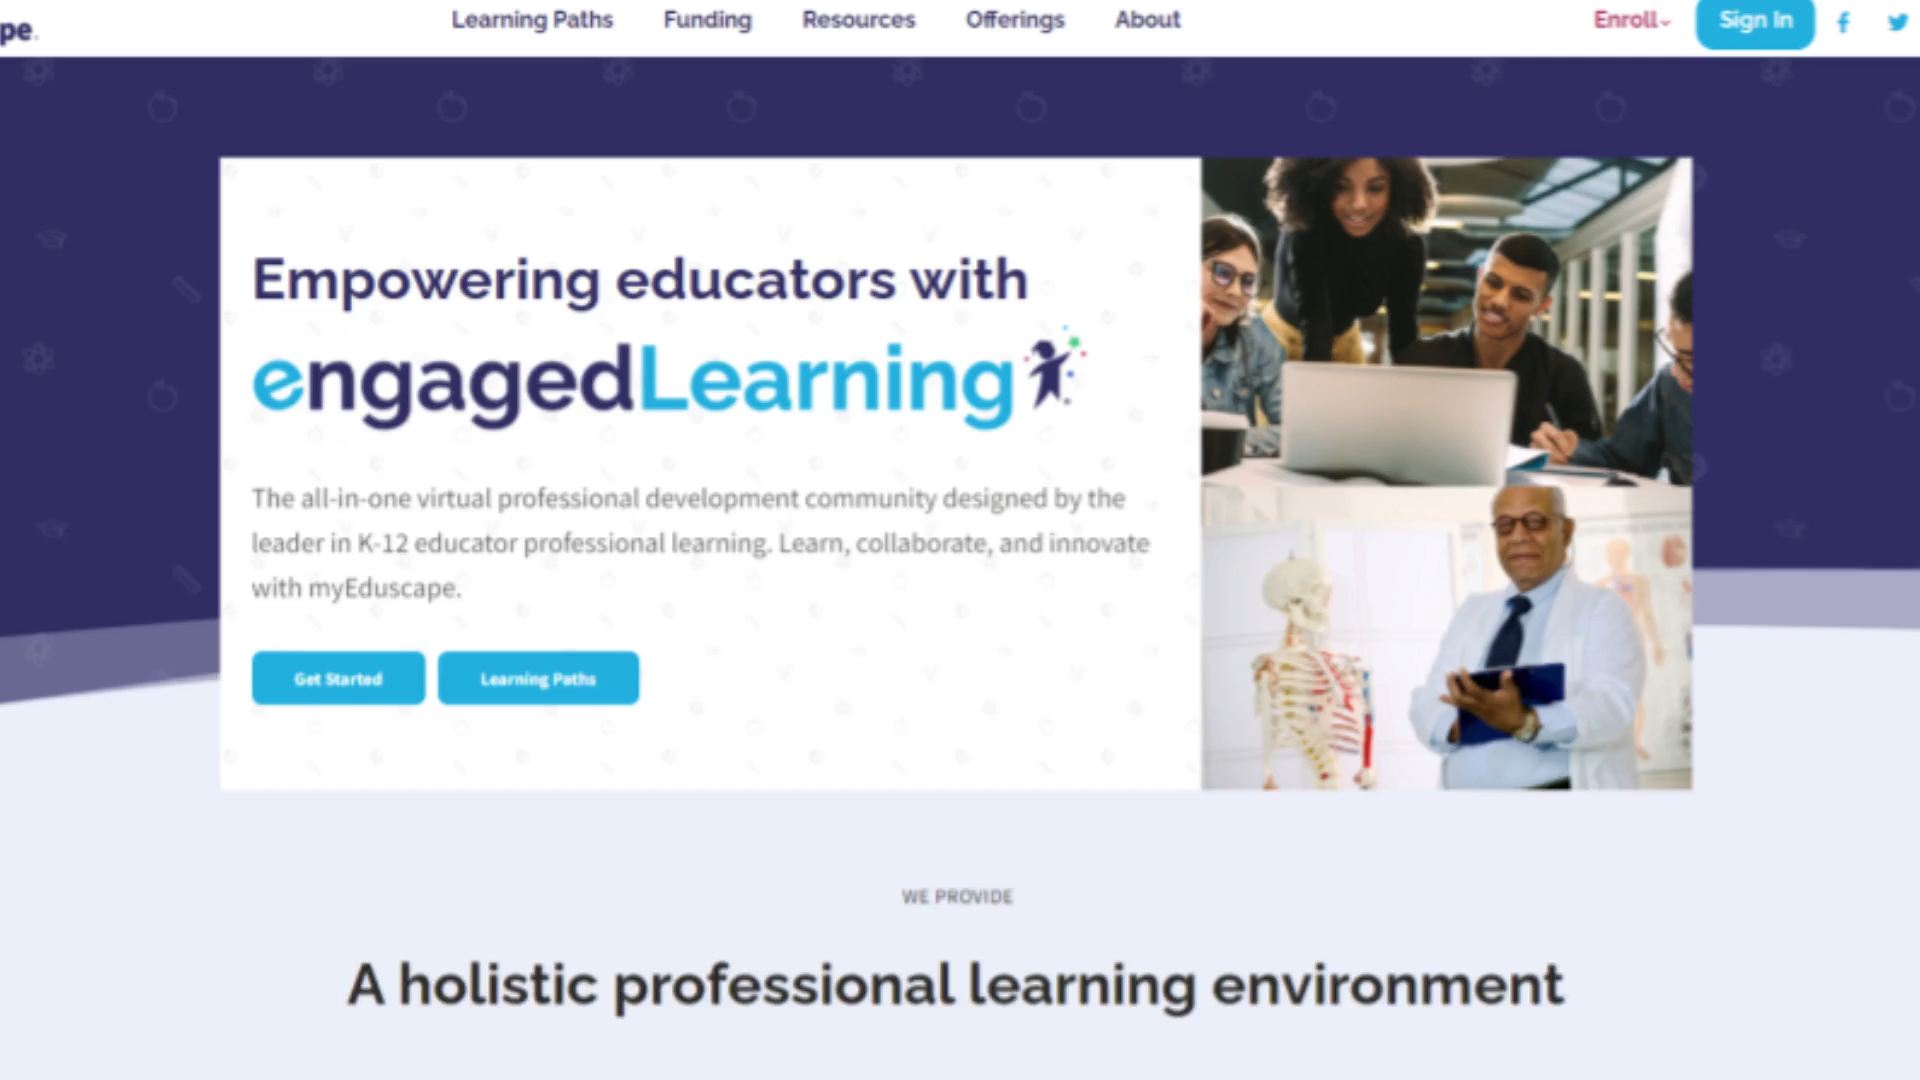 pe.
Learning Paths
Funding
Resources
Offerings
About
Enroll
Sign In
Empowering educators with
engagedLearning
The all-in-one virtual professional development community designed by the
leader in K-12 educator professional learning. Learn, collaborate, and innovate
with myEduscape.
Get Started
Learning Paths
WE PROVIDE
A holistic professional learning environment